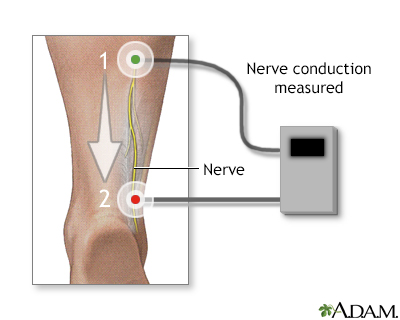 1
Nerve conduction
measured
Nerve
2
A.D.A.M.